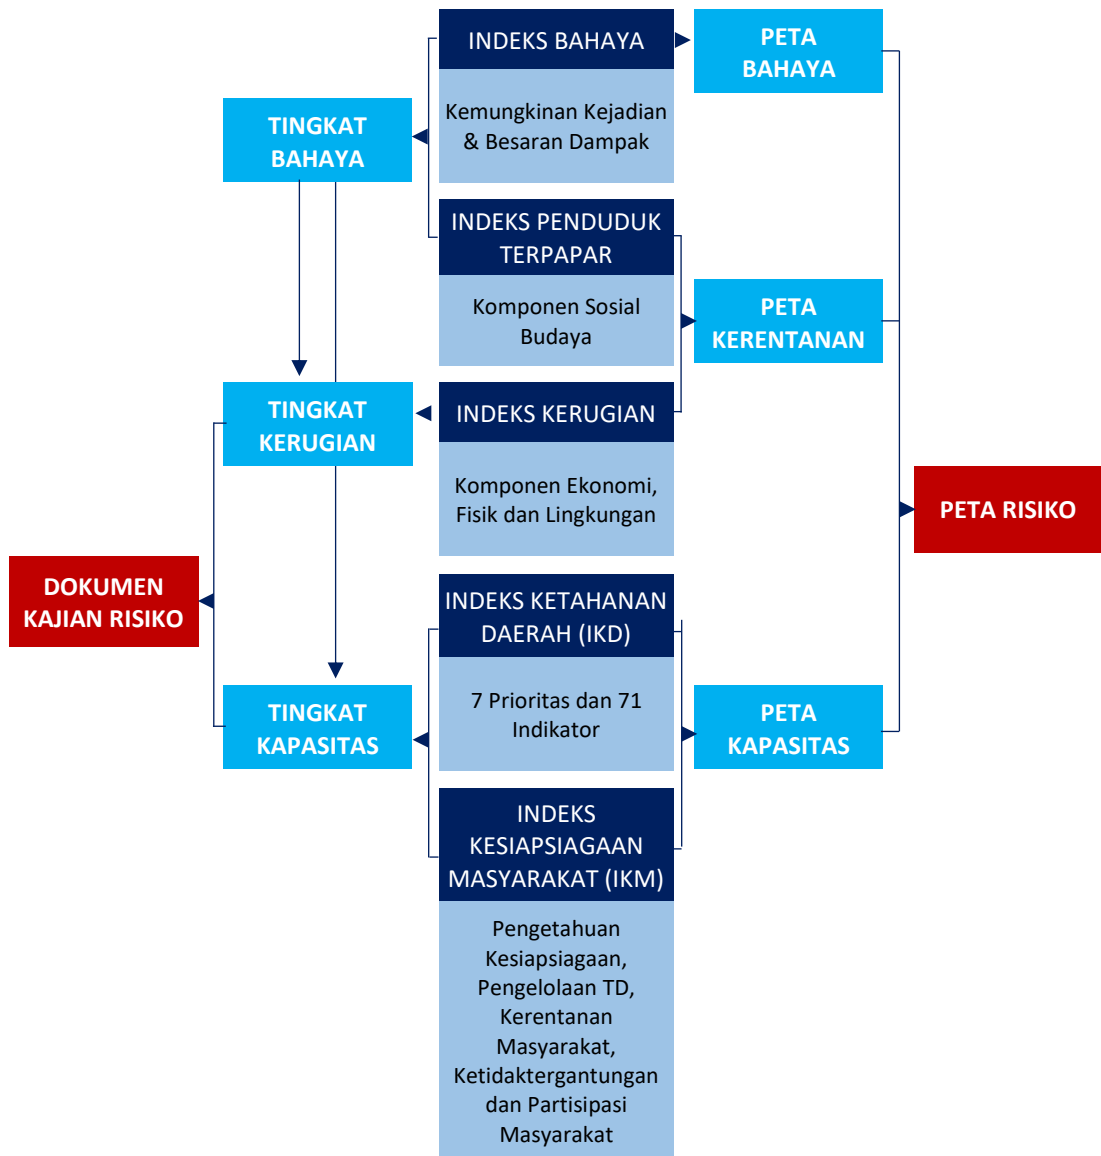 INDEKS BAHAYA
Kemungkinan Kejadian
& Besaran Dampak
PETA
BAHAYA
TINGKAT
BAHAYA
INDEKS PENDUDUK
TERPAPAR
Komponen Sosial
Budaya
PETA
KERENTANAN
TINGKAT
KERUGIAN
INDEKS KERUGIAN
Komponen Ekonomi,
Fisik dan Lingkungan
PETA RISIKO
DOKUMEN
KAJIAN RISIKO
INDEKS KETAHANAN
DAERAH (IKD)
7 Prioritas dan 71
Indikator
TINGKAT
KAPASITAS
PETA
KAPASITAS
INDEKS
KESIAPSIAGAAN
MASYARAKAT (IKM)
Pengetahuan
Kesiapsiagaan,
Pengelolaan TD,
Kerentanan
Masyarakat,
Ketidaktergantungan
dan Partisipasi
Masyarakat